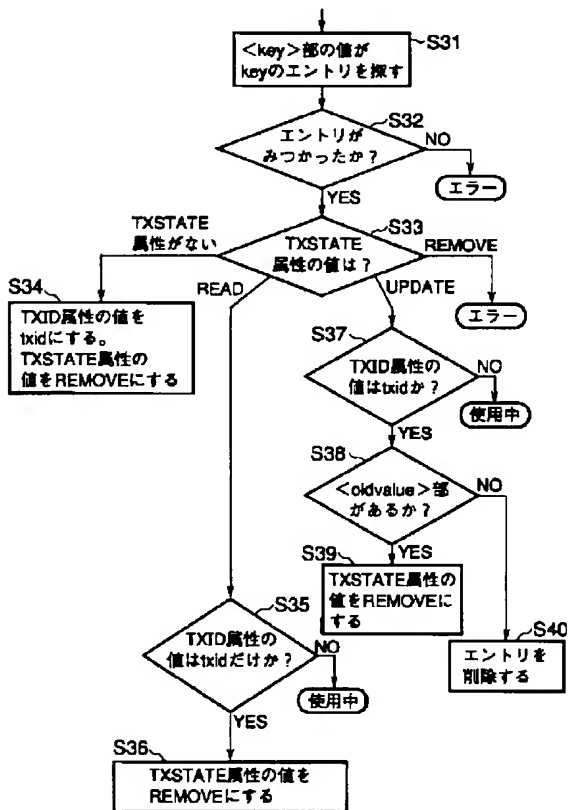 S31
<key>部の値が
keyのエントリを探す
S32
エントリが
みつかったか？
NO
エラー
YES
S33
TXSTATE
属性がない
TXSTATE
属性の値は？
REMOVE
エラー
READ
UPDATE
S34
TXID属性の値を
txidにする。
TXSTATE属性の
値をREMOVEにする
S37
TXID属性の
値はtxidか？
NO
使用中
YES
S38
<oldvalue>部
があるか？
NO
YES
S39
TXSTATE属性の
値をREMOVEに
する
S40
エントリを
削除する
S35
TXID属性の
値はtxidだけか？
NO
使用中
YES
S36
TXSTATE属性の値を
REMOVEにする